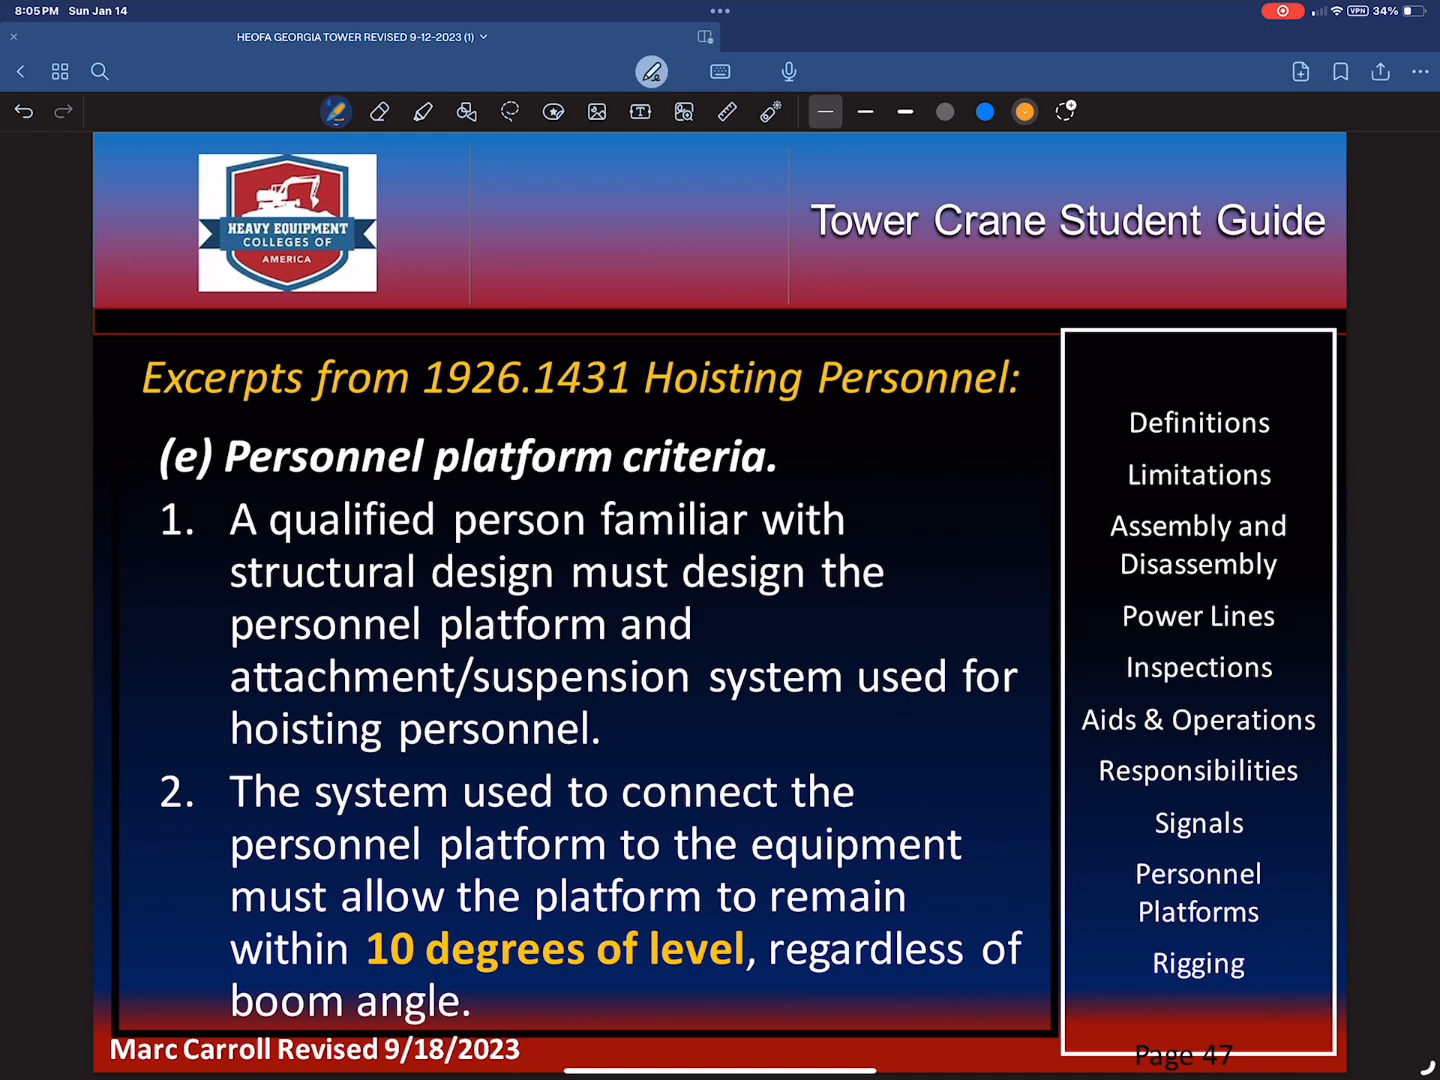 8:05 PM Sun Jan 14
VPN 34%
HEOFA GEORGIA TOWER REVISED 9-12-2023 (1)
HEAVY EQUIPMENT
COLLEGES OF
AMERICA
Tower Crane Student Guide
Excerpts from 1926.1431 Hoisting Personnel:
(e) Personnel platform criteria.
1. A qualified person familiar with
structural design must design the
personnel platform and
attachment/suspension system used for
hoisting personnel.
2. The system used to connect the
personnel platform to the equipment
must allow the platform to remain
within 10 degrees of level, regardless of
boom angle.
Definitions
Limitations
Assembly and
Disassembly
Power Lines
Inspections
Aids & Operations
Responsibilities
Signals
Personnel
Platforms
Rigging
Marc Carroll Revised 9/18/2023
Page 47